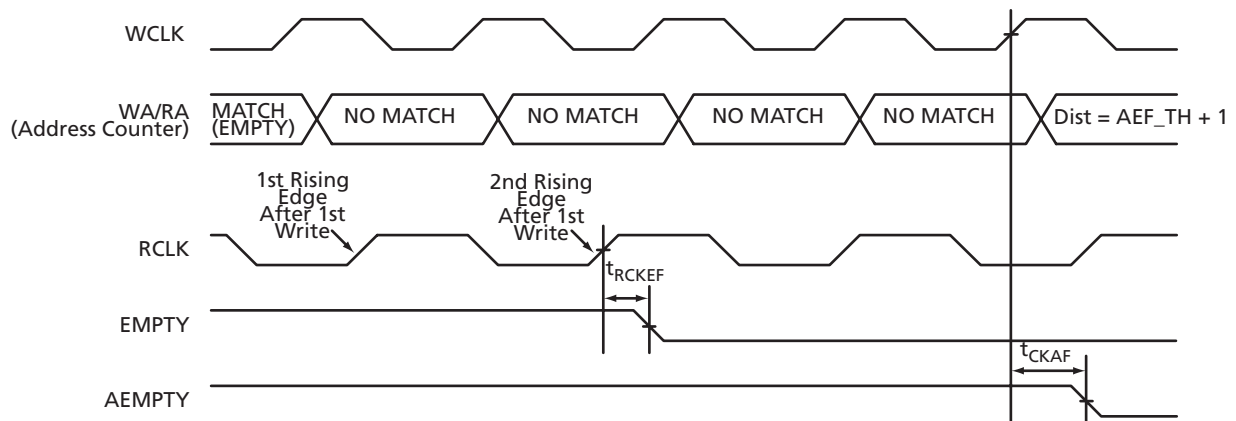 WCLK
WA/RA
(Address Counter)
MATCH
(EMPTY)
NO MATCH
NO MATCH
NO MATCH
NO MATCH
Dist = AEF_TH + 1
1st Rising
Edge
After 1st
Write
2nd Rising
Edge
After 1st
Write
RCLK
tRCKEF
EMPTY
tCKAF
AEMPTY